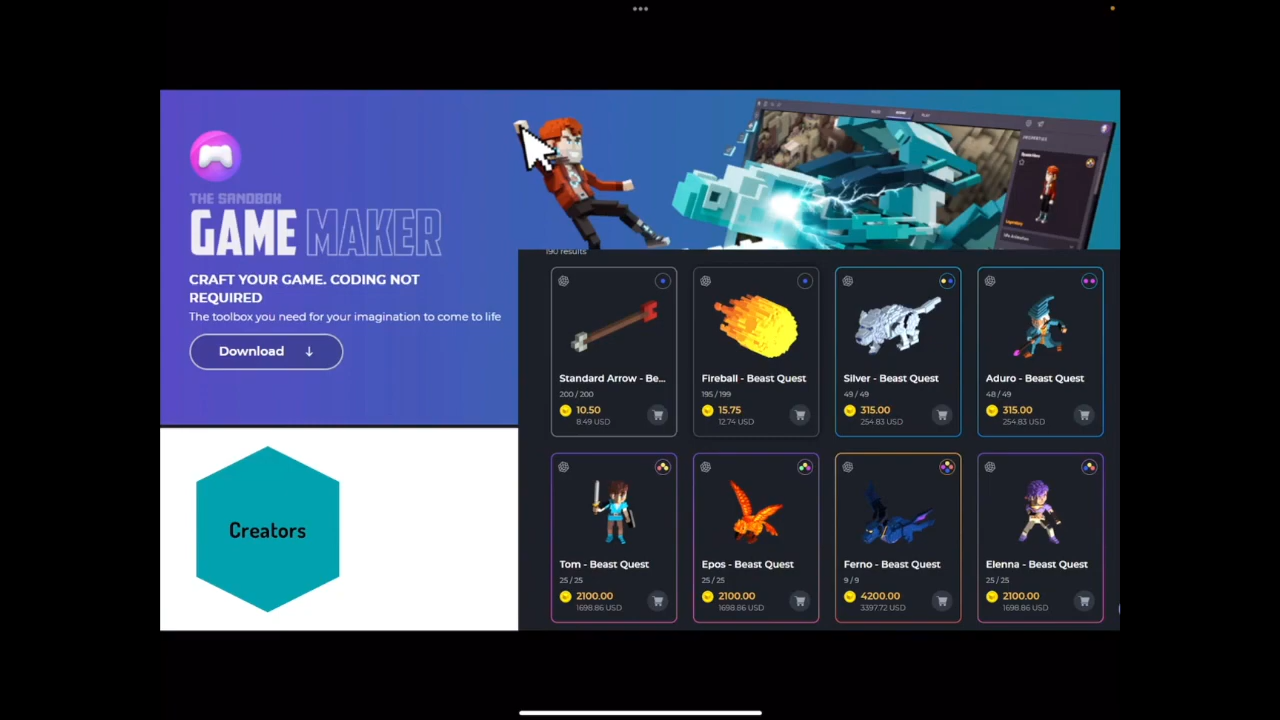 THE SANDBOX
GAME MAKER
CRAFT YOUR GAME. CODING NOT
REQUIRED
The toolbox you need for your imagination to come to life
Download ↓
Creators
190 results
Standard Arrow - Be...
200 / 200
10.50
8.49 USD
Fireball - Beast Quest
195 / 199
15.75
12.74 USD
Silver - Beast Quest
49 / 49
315.00
254.83 USD
Aduro - Beast Quest
48 / 49
315.00
254.83 USD
Tom - Beast Quest
25 / 25
2100.00
1698.86 USD
Epos - Beast Quest
25 / 25
2100.00
1698.86 USD
Ferno - Beast Quest
9 / 9
4200.00
3397.72 USD
Elenna - Beast Quest
25 / 25
2100.00
1698.86 USD